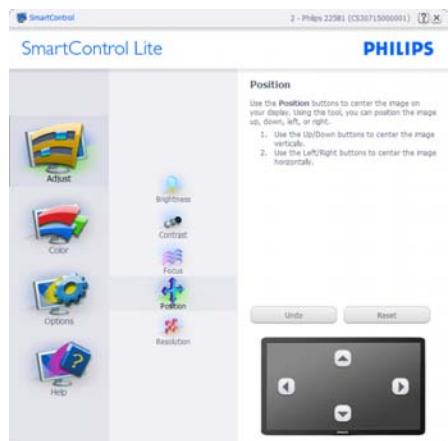 SmartControl
2 - Philips 225B1 (CS30715000001)
SmartControl Lite
PHILIPS
Position
Use the Position buttons to center the image on
your display. Using the tool, you can position the image
up, down, left, or right.
1. Use the Up/Down buttons to center the image
vertically.
2. Use the Left/Right buttons to center the image
horizontally.
Adjust
Color
Options
Help
Brightness
Contrast
Focus
Position
Resolution
Undo
Reset